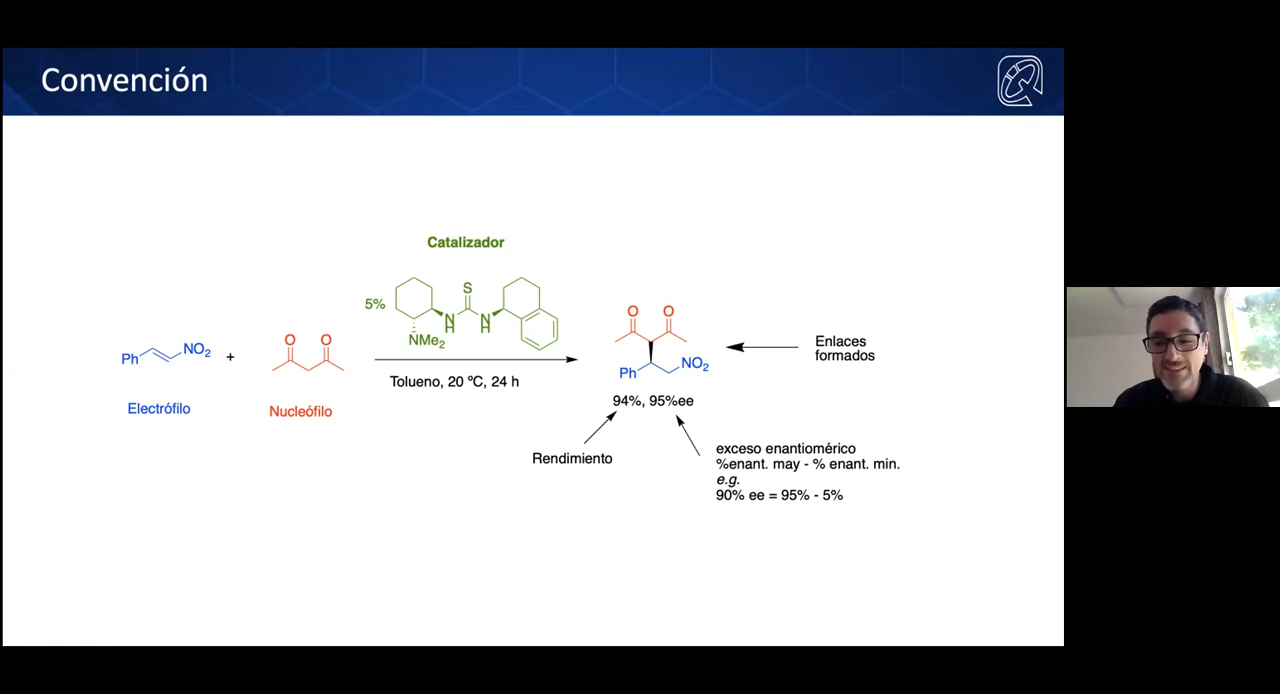 Convención
Catalizador
5%
S
N
H
N
H
NMe2
Ph
NO2
+
O
O
Tolueno, 20 ºC, 24 h
Electrófilo
Nucleófilo
O
O
Ph
NO2
94%, 95%ee
Enlaces
formados
Rendimiento
exceso enantiomérico
%enant. may - % enant. min.
e.g.
90% ee = 95% - 5%